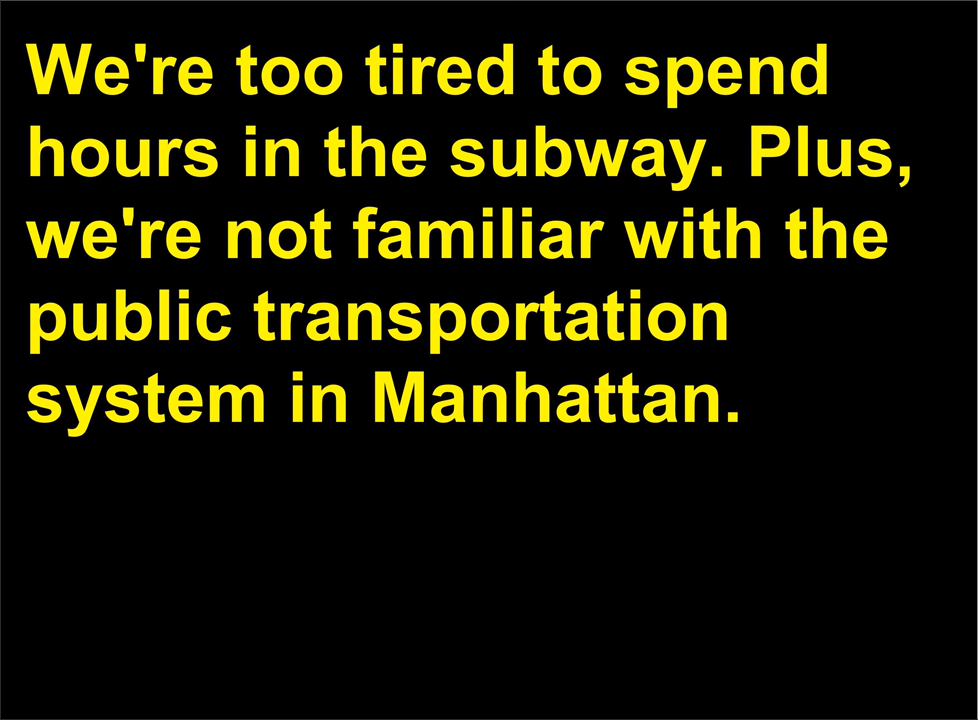 We're too tired to spend
hours in the subway. Plus,
we're not familiar with the
public transportation
system in Manhattan.